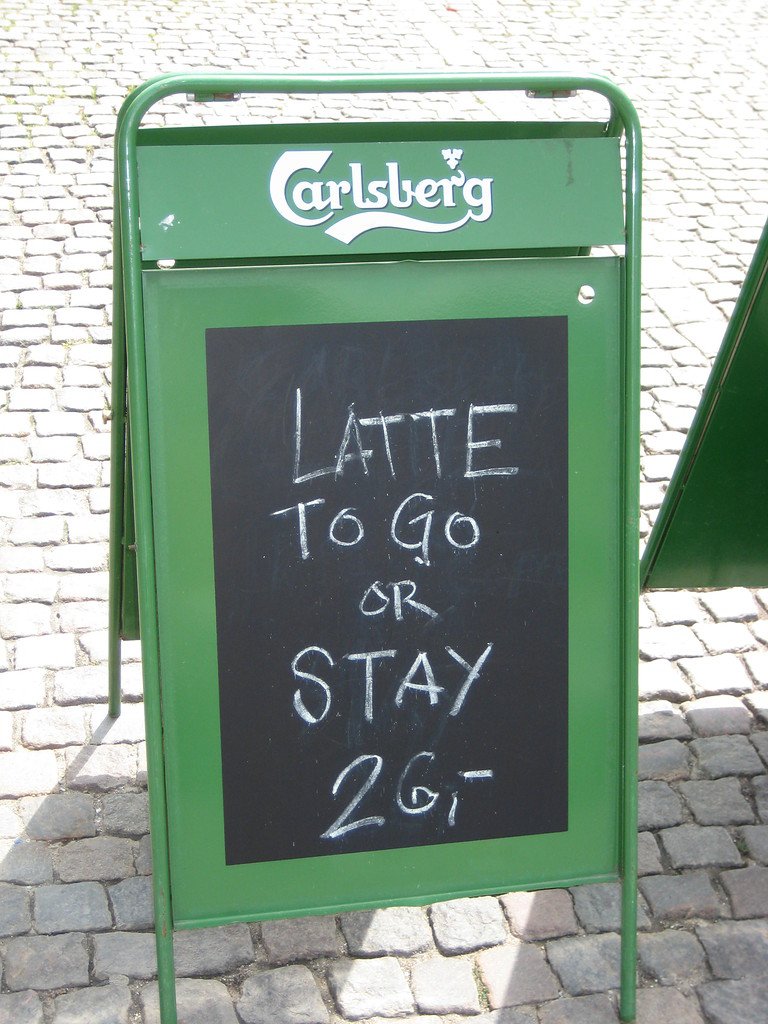 Carlsberg
LATTE
TO GO
OR
STAY
26,-